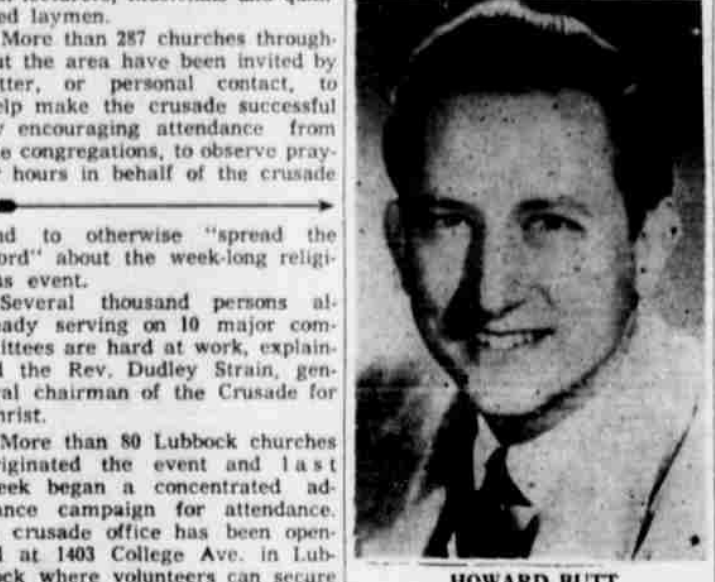 ed laymen.
More than 287 churches through-
ut the area have been invited by
tter, or personal contact, to
elp make the crusade successful
y encouraging attendance from
e congregations, to observe pray-
r hours in behalf of the crusade
nd to otherwise "spread the
ord" about the week-long religi-
us event.
Several thousand persons al-
eady serving on 10 major com-
ittees are hard at work, explain-
d the Rev. Dudley Strain, gen-
ral chairman of the Crusade for
hrist.
More than 80 Lubbock churches
riginated the event and last
eek began a concentrated ad-
ance campaign for attendance.
crusade office has been open-
d at 1403 College Ave. in Lub-
ock where volunteers can secure
HOWARD BUTT